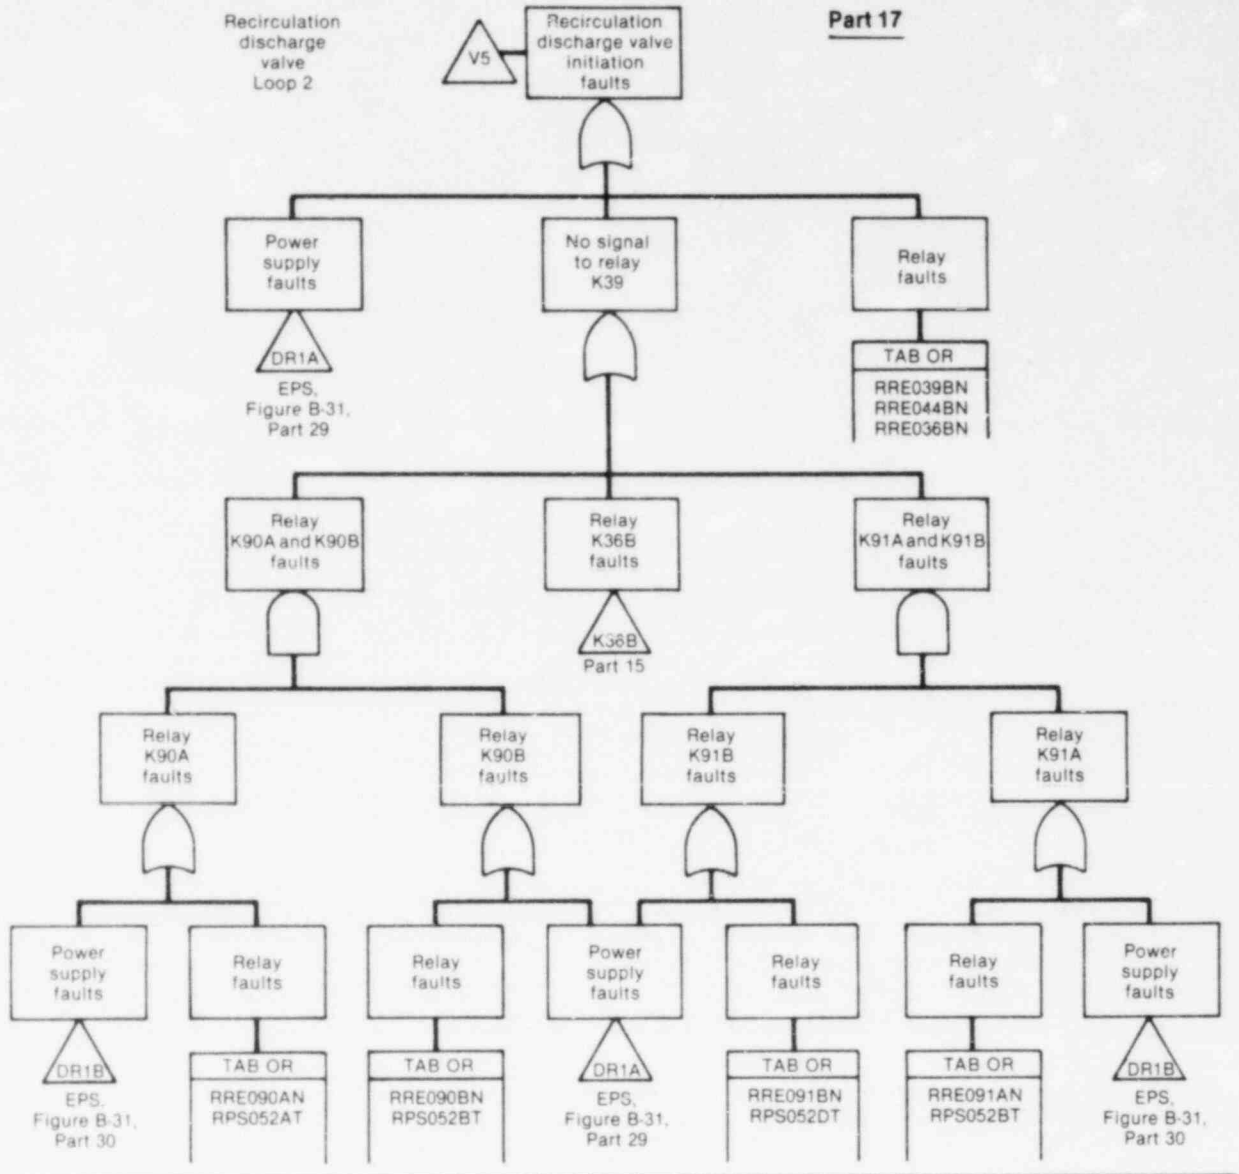 Recirculation
discharge
valve
Loop 2
V5
Recirculation
discharge valve
initiation
faults
Part 17
Power
supply
faults
No signal
to relay
K39
Relay
faults
DR1A
EPS,
Figure B-31,
Part 29
TAB OR
RRE039BN
RRE044BN
RRE036BN
Relay
K90A and K90B
faults
Relay
K36B
faults
Relay
K91A and K91B
faults
K36B
Part 15
Relay
K90A
faults
Relay
K90B
faults
Relay
K91B
faults
Relay
K91A
faults
Power
supply
faults
Relay
faults
Relay
faults
Power
supply
faults
Relay
faults
Relay
faults
Power
supply
faults
DR1B
EPS,
Figure B-31,
Part 30
TAB OR
RRE090AN
RPS052AT
TAB OR
RRE090BN
RPS052BT
DR1A
EPS,
Figure B-31,
Part 29
TAB OR
RRE091BN
RPS052DT
TAB OR
RRE091AN
RPS052BT
DR1B
EPS,
Figure B-31,
Part 30